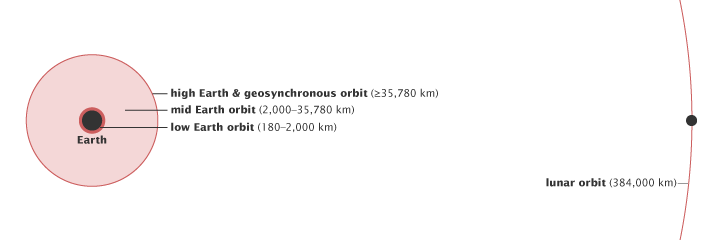 high Earth & geosynchronous orbit (≥35,780 km)
mid Earth orbit (2,000–35,780 km)
low Earth orbit (180–2,000 km)
Earth
lunar orbit (384,000 km)